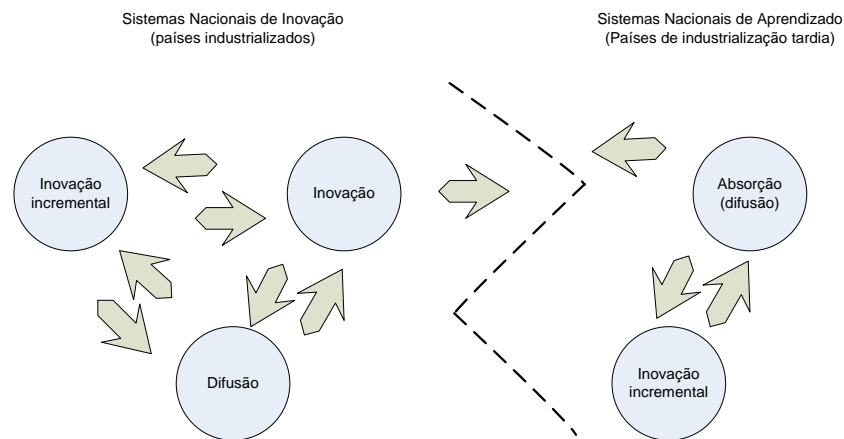 Sistemas Nacionais de Inovação
(países industrializados)
Sistemas Nacionais de Aprendizado
(Países de industrialização tardia)
Inovação
incremental
Inovação
Difusão
Absorção
(difusão)
Inovação
incremental